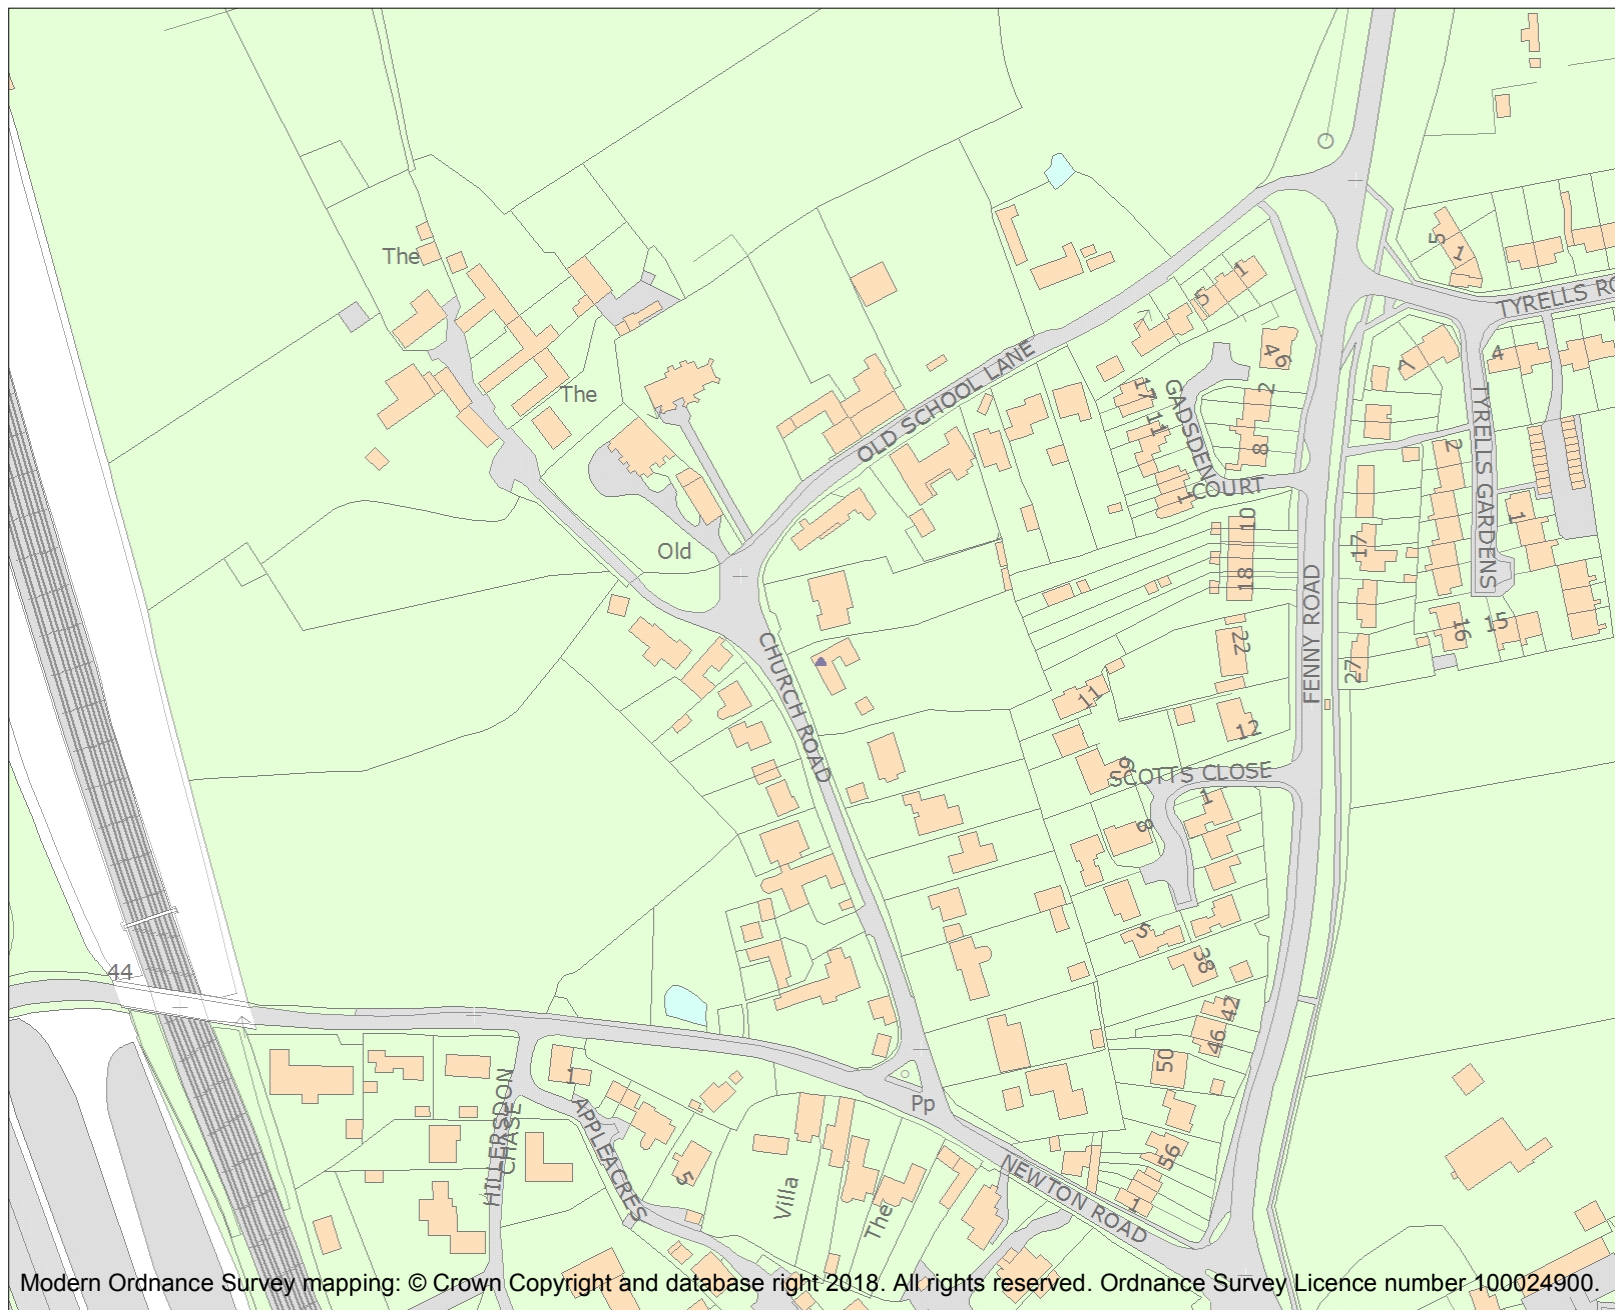 The
5
1
TYRELLS RO
1
5
OLD SCHOOL LANE
46
7
4
The
17
11
GADSDEN
COURT
1
2
8
TYRELLS GARDENS
2
1
10
18
17
Old
FENNY ROAD
22
16
15
27
CHURCH ROAD
11
12
9
SCOTTS CLOSE
1
8
5
38
44
42
46
50
1
HILLERSDON
CHASE
APPLEACRES
5
Pp
Villa
The
NEWTON ROAD
56
1
Modern Ordnance Survey mapping: © Crown Copyright and database right 2018. All rights reserved. Ordnance Survey Licence number 100024900.